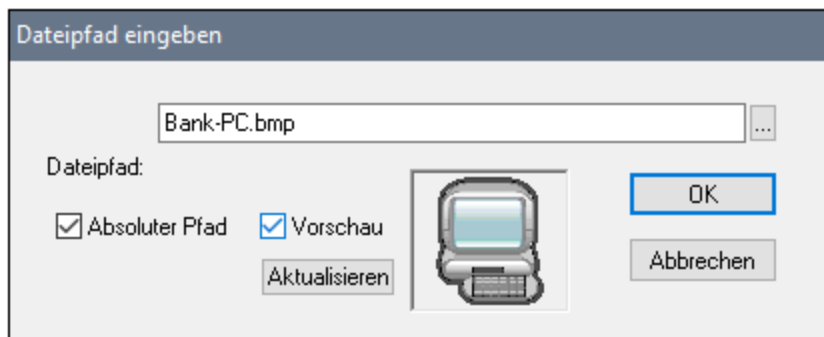 Dateipfad eingeben
Bank-PC.bmp
...
Dateipfad:
OK
Absoluter Pfad
Vorschau
Aktualisieren
Abbrechen